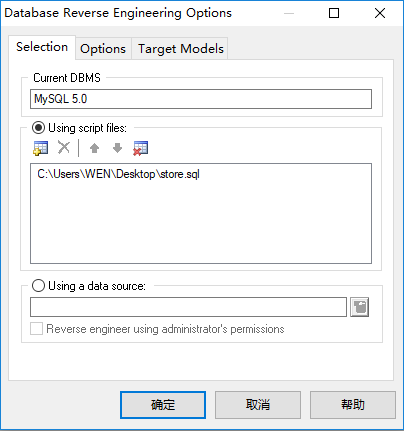 Database Reverse Engineering Options
Selection Options Target Models
Current DBMS
MySQL 5.0
Using script files:
C:\Users\WEN\Desktop\store.sql
Using a data source:
Reverse engineer using administrator's permissions
确定 取消 帮助